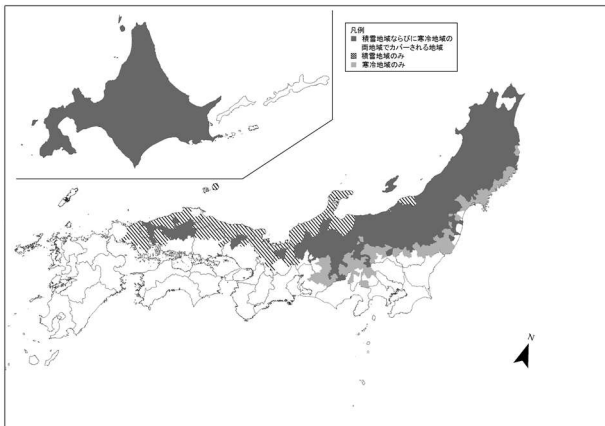 凡例
積雪地域ならびに寒冷地域の
両地域でカバーされる地域
積雪地域のみ
寒冷地域のみ
N